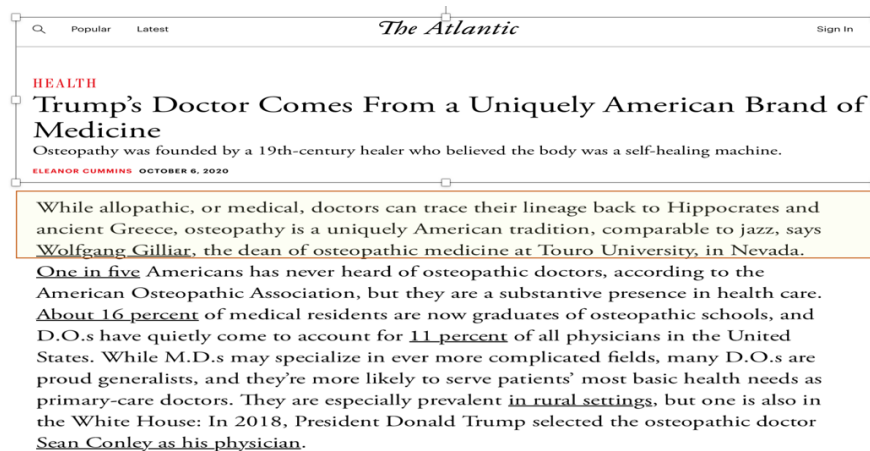 Popular Latest The Atlantic Sign In
HEALTH
Trump’s Doctor Comes From a Uniquely American Brand of
Medicine
Osteopathy was founded by a 19th-century healer who believed the body was a self-healing machine.
ELEANOR CUMMINS OCTOBER 6, 2020
While allopathic, or medical, doctors can trace their lineage back to Hippocrates and
ancient Greece, osteopathy is a uniquely American tradition, comparable to jazz, says
Wolfgang Gilliar, the dean of osteopathic medicine at Touro University, in Nevada.
One in five Americans has never heard of osteopathic doctors, according to the
American Osteopathic Association, but they are a substantive presence in health care.
About 16 percent of medical residents are now graduates of osteopathic schools, and
D.O.s have quietly come to account for 11 percent of all physicians in the United
States. While M.D.s may specialize in ever more complicated fields, many D.O.s are
proud generalists, and they’re more likely to serve patients’ most basic health needs as
primary-care doctors. They are especially prevalent in rural settings, but one is also in
the White House: In 2018, President Donald Trump selected the osteopathic doctor
Sean Conley as his physician.